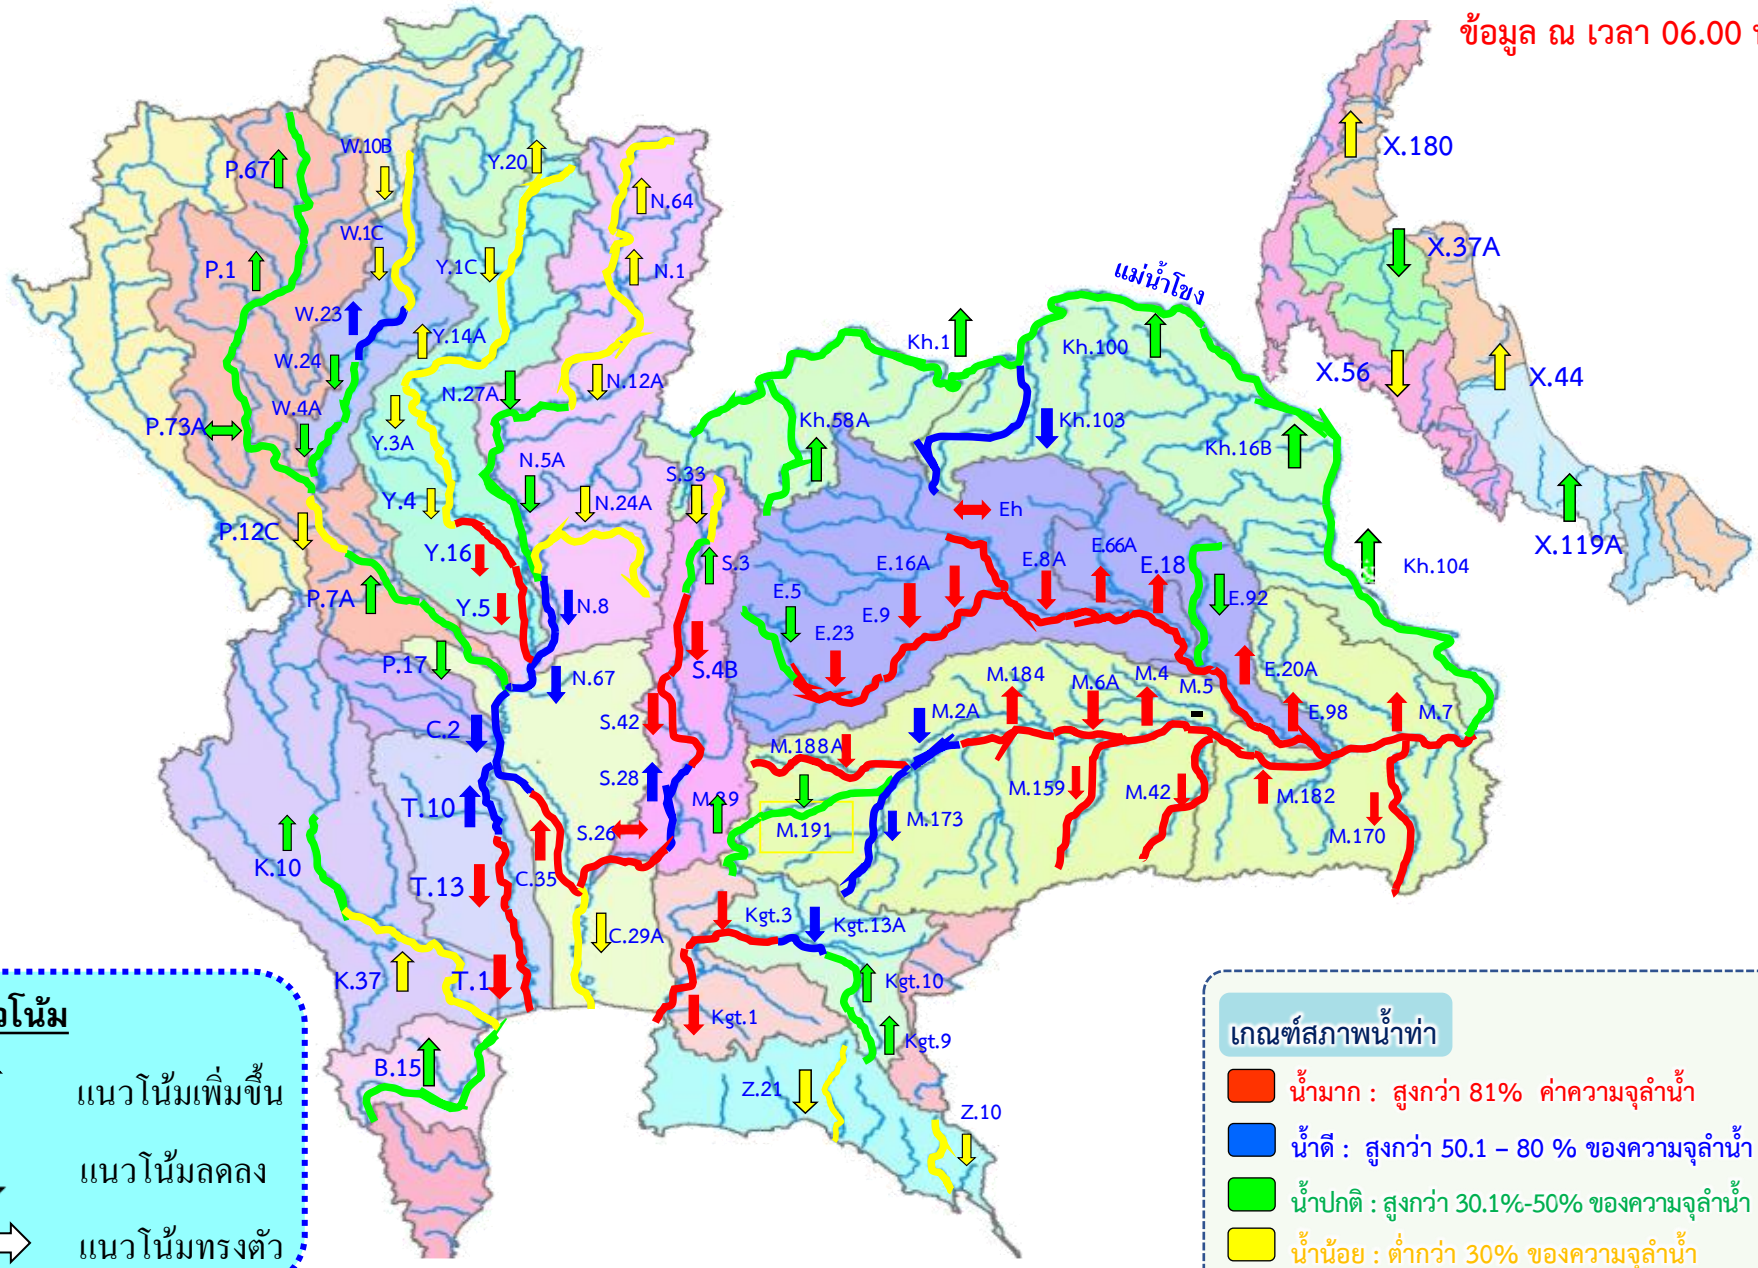 ข้อมูล ณ เวลา 06.00
P.67
W.10B
Y.20
N.64
X.180
P.1
W.1C
Y.1C
N.1
แม่น้ำโขง
X.37A
W.23
Y.14A
Kh.1
Kh.100
W.24
N.27A
N.12A
X.56
X.44
P.73A
W.4A
Y.3A
Kh.58A
Kh.103
Kh.16B
N.5A
S.33
P.12C
Y.4
N.24A
Eh
X.119A
Y.16
S.3
E.16A
E.8A
E.66A
E.18
Kh.104
P.7A
Y.5
N.8
E.5
E.9
E.92
E.23
P.17
N.67
S.4B
M.184
M.6A
M.4
M.5
E.20A
C.2
S.42
M.2A
E.98
M.7
M.188A
T.10
S.28
M.89
M.159
M.42
M.182
S.26
M.191
M.173
M.170
K.10
T.13
C.35
C.29A
Kgt.3
Kgt.13A
K.37
T.1
Kgt.10
Kgt.1
Kgt.9
B.15
Z.21
Z.10
โน้ม
แนวโน้มเพิ่มขึ้น
แนวโน้มลดลง
แนวโน้มทรงตัว
เกณฑ์สภาพน้ำท่า
น้ำมาก : สูงกว่า 81% ค่าความจุลำน้ำ
น้ำดี : สูงกว่า 50.1 – 80 % ของความจุลำน้ำ
น้ำปกติ : สูงกว่า 30.1%-50% ของความจุลำน้ำ
น้ำน้อย : ต่ำกว่า 30% ของความจุลำน้ำ